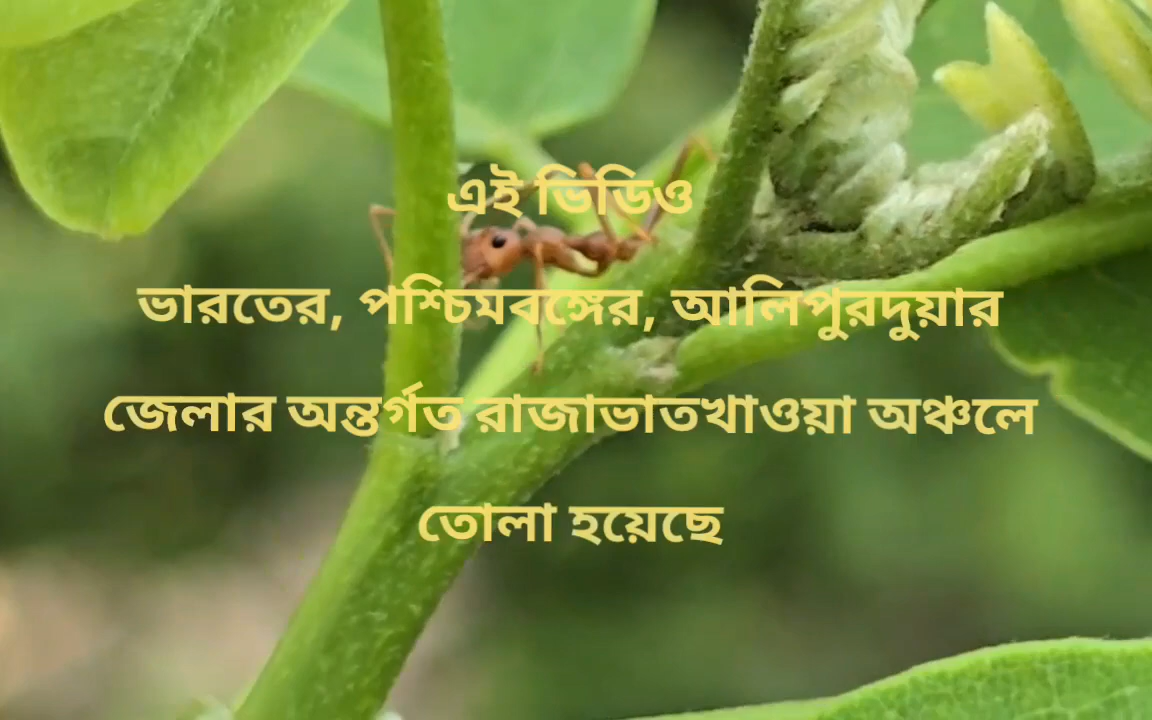 এই ভিডিও
ভারতের, পশ্চিমবঙ্গের, আলিপুরদুয়ার
জেলার অন্তর্গত রাজাভাতখাওয়া অঞ্চলে
তোলা হয়েছে